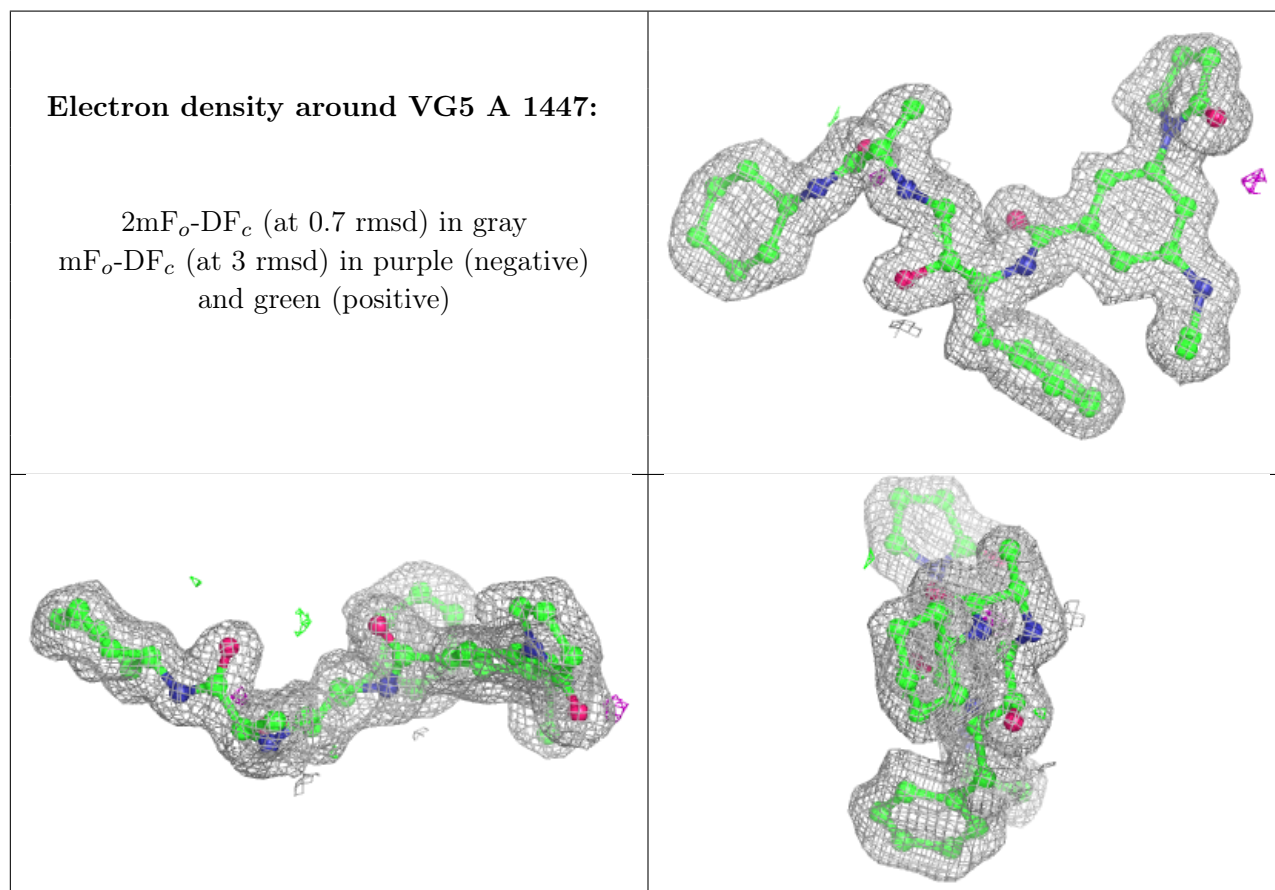 Electron density around VG5 A 1447:
2mFo-DFc (at 0.7 rmsd) in gray
mFo-DFc (at 3 rmsd) in purple (negative)
and green (positive)